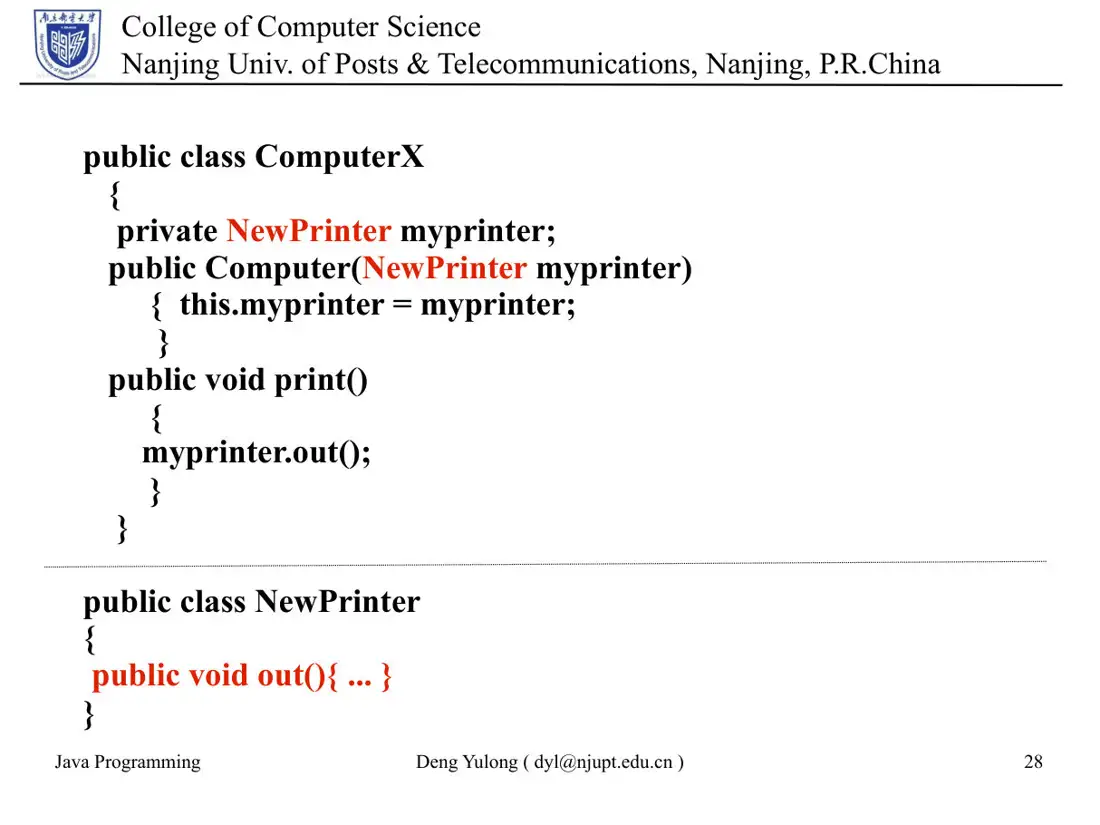 College of Computer Science
Nanjing Univ. of Posts & Telecommunications, Nanjing, P.R.China
public class ComputerX
{
private NewPrinter myprinter;
public Computer(NewPrinter myprinter)
{ this.myprinter = myprinter;
}
public void print()
{
myprinter.out();
}
}
public class NewPrinter
{
public void out(){ ... }
}
Java Programming
Deng Yulong ( dyl@njupt.edu.cn )
28